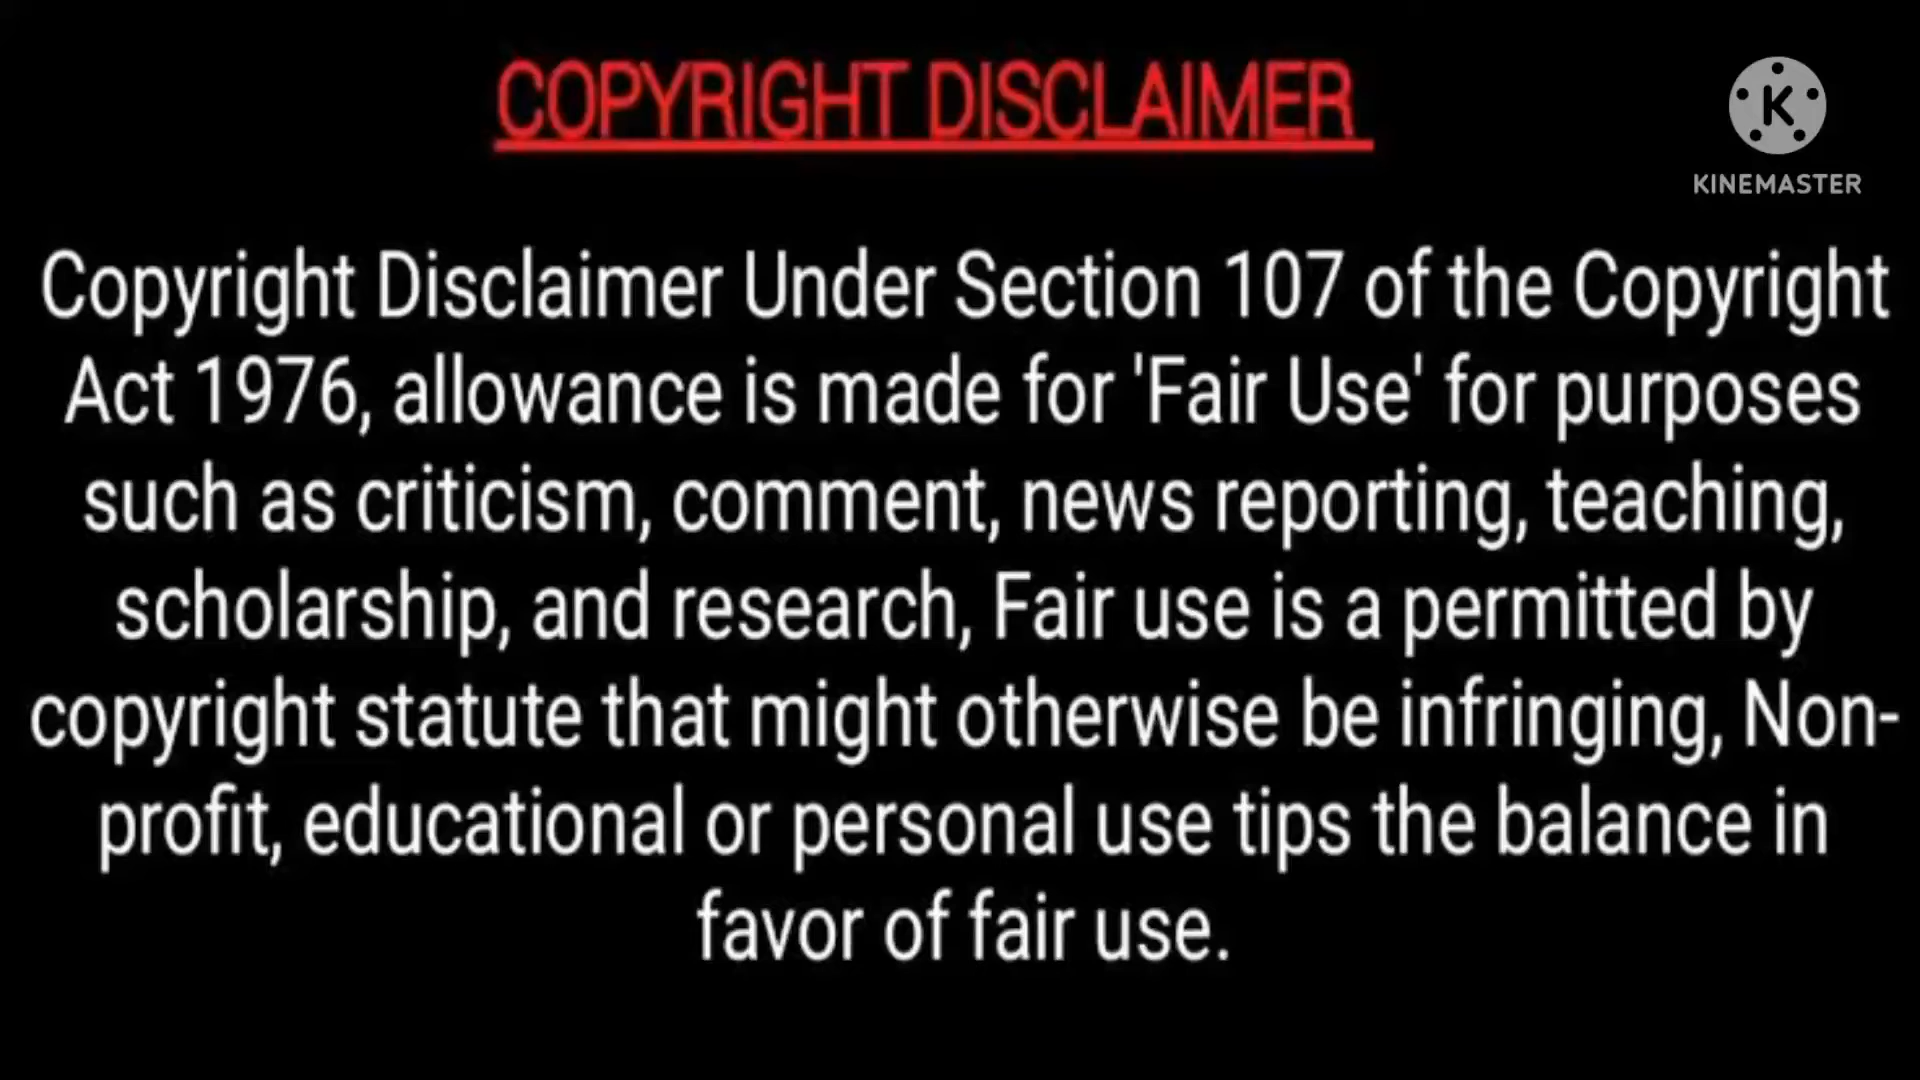 COPYRIGHT DISCLAIMER
KINEMASTER
Copyright Disclaimer Under Section 107 of the Copyright
Act 1976, allowance is made for 'Fair Use' for purposes
such as criticism, comment, news reporting, teaching,
scholarship, and research, Fair use is a permitted by
copyright statute that might otherwise be infringing, Non-
profit, educational or personal use tips the balance in
favor of fair use.